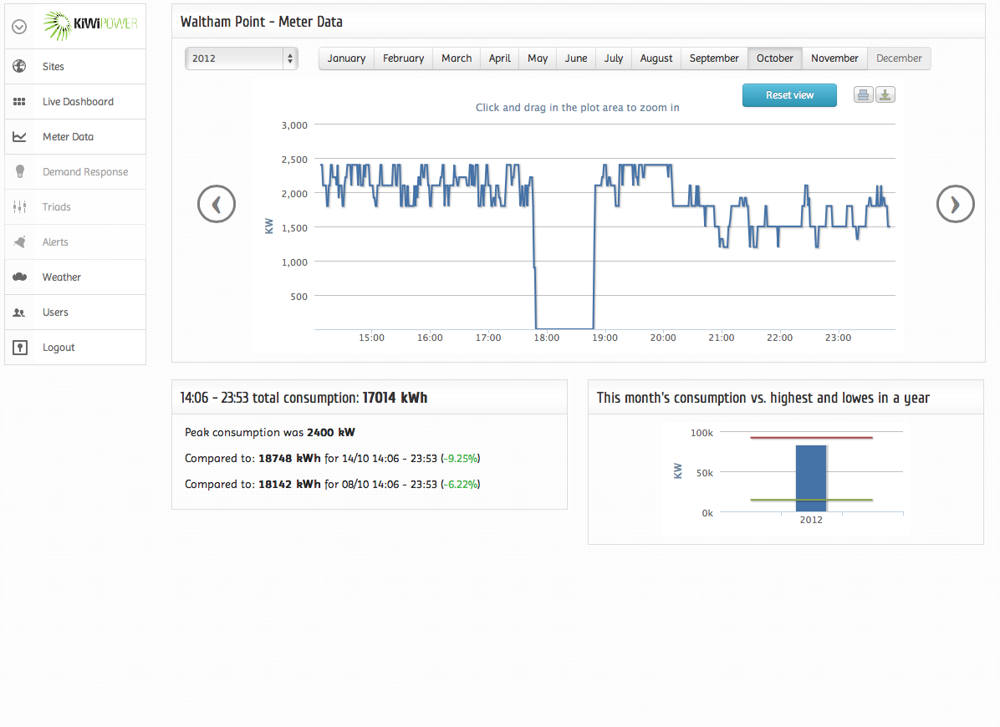 KiWiPOWER
Sites
Live Dashboard
Meter Data
Demand Response
Triads
Alerts
Weather
Users
Logout
Waltham Point - Meter Data
2012
January February March April May June July August September October November December
Reset view
Click and drag in the plot area to zoom in
3,000
2,500
2,000
1,500
1,000
500
KW
15:00 16:00 17:00 18:00 19:00 20:00 21:00 22:00 23:00
14:06 - 23:53 total consumption: 17014 kWh
Peak consumption was 2400 kW
Compared to: 18748 kWh for 14/10 14:06 - 23:53 (-9.25%)
Compared to: 18142 kWh for 08/10 14:06 - 23:53 (-6.22%)
This month's consumption vs. highest and lowes in a year
100k
50k
0k
KW
2012